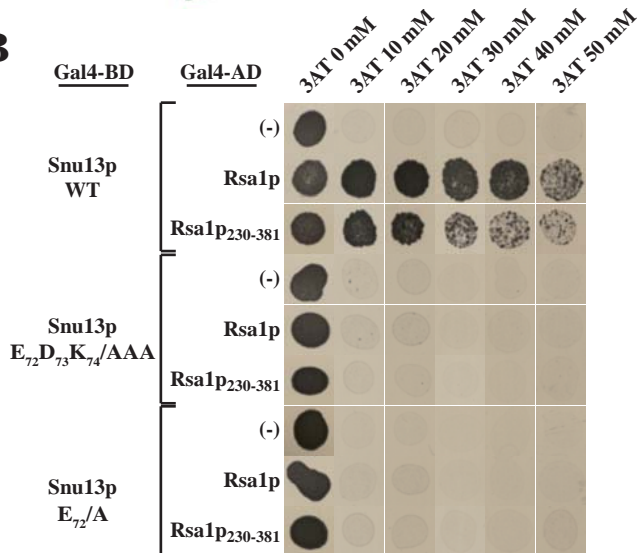 B
3AT 0 mM
3AT 10 mM
3AT 20 mM
3AT 30 mM
3AT 40 mM
3AT 50 mM
Gal4-BD
Gal4-AD
Snu13p
WT
(-)
Rsa1p
Rsa1p230-381
Snu13p
E72D73K74/AAA
(-)
Rsa1p
Rsa1p230-381
Snu13p
E72/A
(-)
Rsa1p
Rsa1p230-381